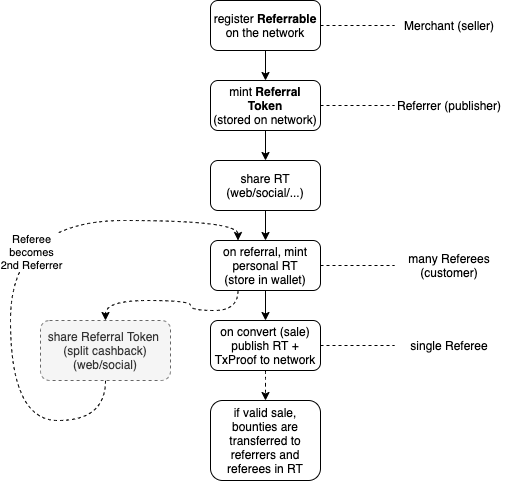 register Referrable
on the network
Merchant (seller)
mint Referral
Token
(stored on network)
Referrer (publisher)
share RT
(web/social/...)
Referee
becomes
2nd Referrer
on referral, mint
personal RT
(store in wallet)
many Referees
(customer)
share Referral Token
(split cashback)
(web/social)
on convert (sale)
publish RT +
TxProof to network
single Referee
if valid sale,
bounties are
transferred to
referrers and
referees in RT